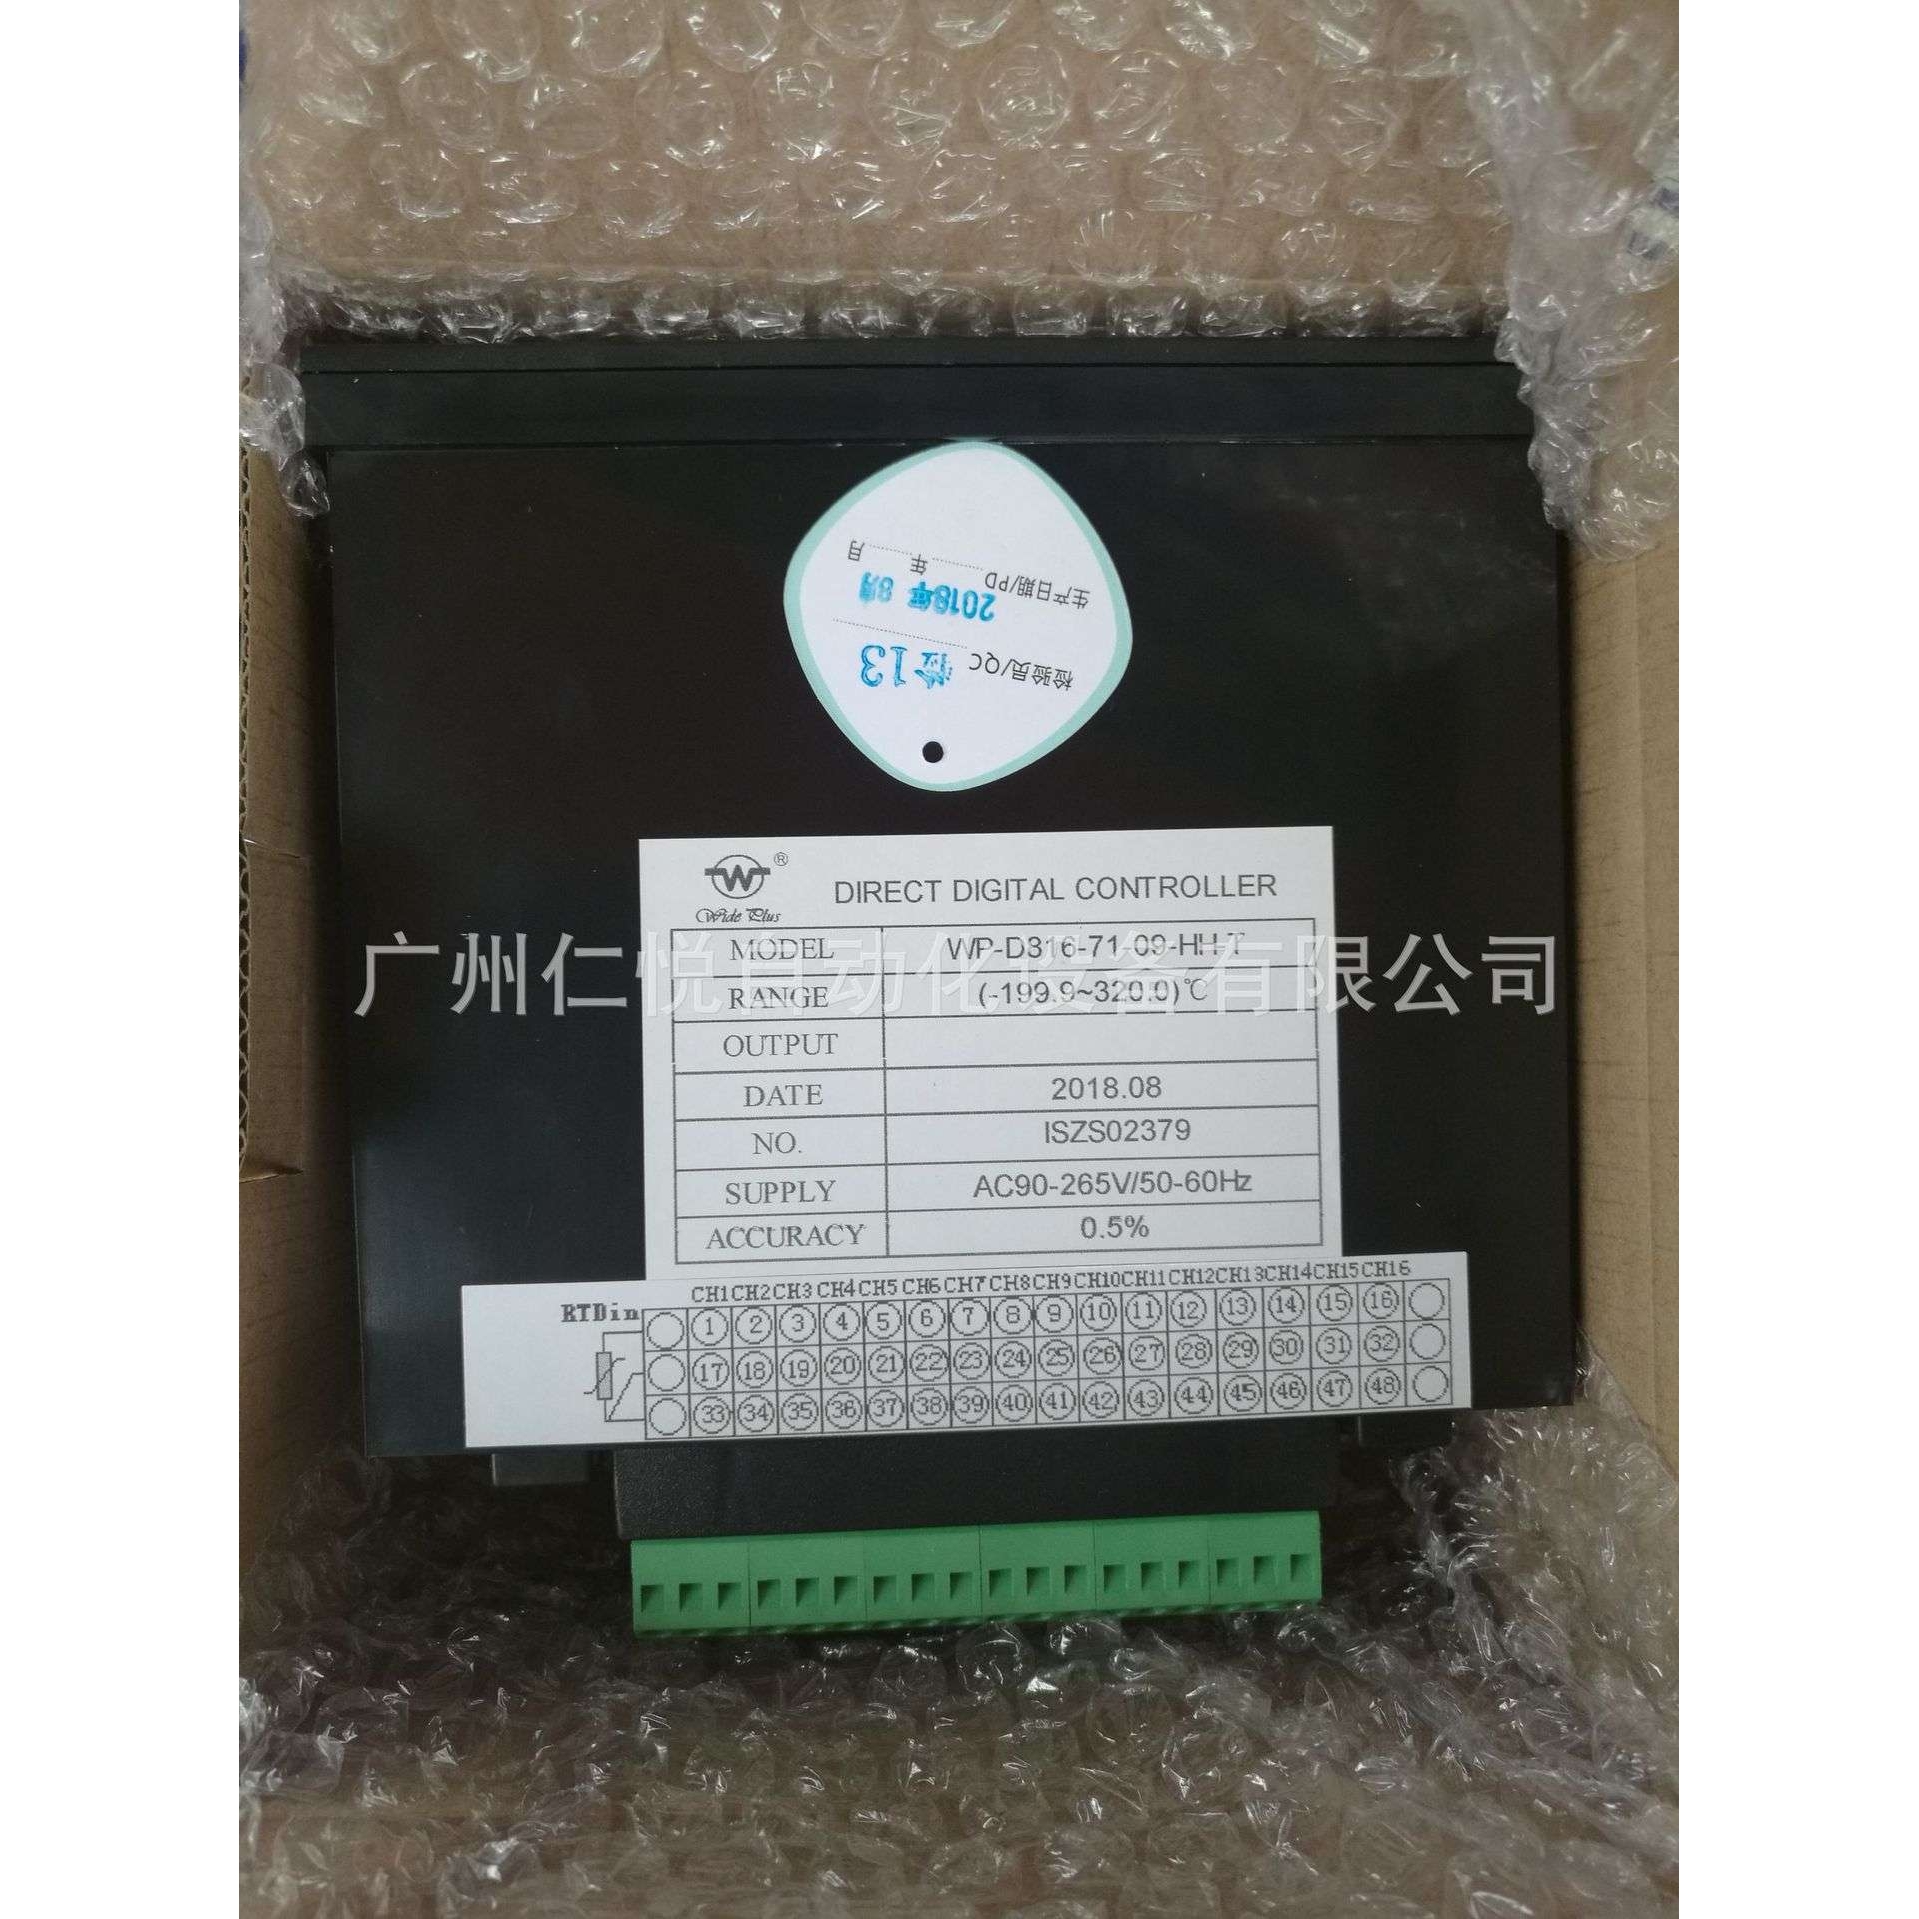 生产日期/PD 年 月
2018年 8月
检验员/QC 检13
W ®
Wide Plus
DIRECT DIGITAL CONTROLLER
MODEL WP-D816-71-09-HH-T
RANGE (-199.9~320.0)℃
OUTPUT
DATE 2018.08
NO. ISZS02379
SUPPLY AC90-265V/50-60Hz
ACCURACY 0.5%
广州仁悦自动化设备有限公司
CH1 CH2 CH3 CH4 CH5 CH6 CH7 CH8 CH9 CH10 CH11 CH12 CH13 CH14 CH15 CH16
RTDin 1 2 3 4 5 6 7 8 9 10 11 12 13 14 15 16
17 18 19 20 21 22 23 24 25 26 27 28 29 30 31 32
33 34 35 36 37 38 39 40 41 42 43 44 45 46 47 48